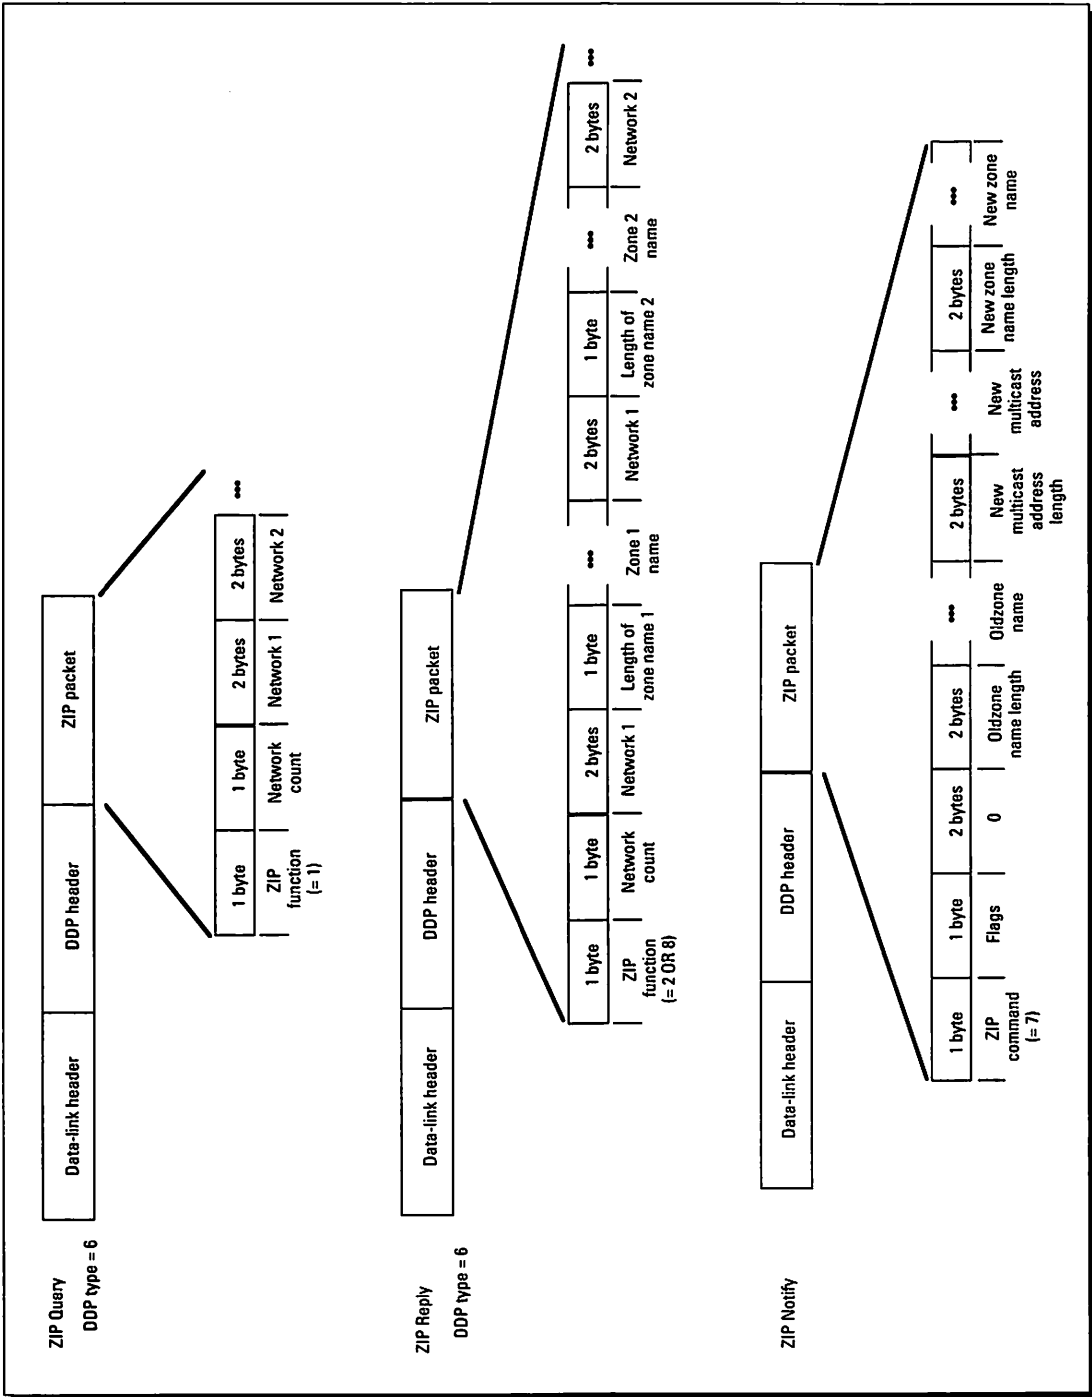 ZIP Query
DDP type = 6
Data-link header
DDP header
ZIP packet
1 byte
1 byte
2 bytes
2 bytes
•••
ZIP
function
(= 1)
Network
count
Network 1
Network 2
ZIP Reply
DDP type = 6
Data-link header
DDP header
ZIP packet
1 byte
1 byte
2 bytes
1 byte
•••
2 bytes
1 byte
•••
2 bytes
•••
ZIP
function
(= 2 OR 8)
Network
count
Network 1
Length of
zone name 1
Zone 1
name
Network 1
Length of
zone name 2
Zone 2
name
Network 2
ZIP Notify
Data-link header
DDP header
ZIP packet
1 byte
1 byte
2 bytes
2 bytes
•••
2 bytes
•••
2 bytes
•••
ZIP
command
(= 7)
Flags
0
Oldzone
name length
Oldzone
name
New
multicast
address
length
New
multicast
address
New zone
name length
New zone
name